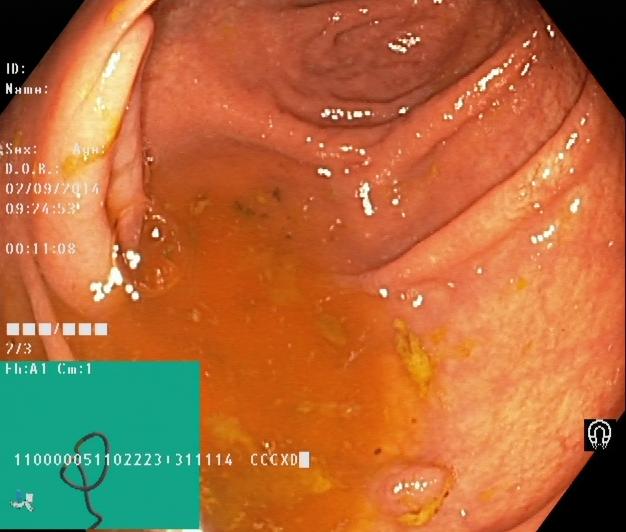 ID:
Name:
Sex: Age:
D.O.B.:
02/09/2014
09:24:53
00:11:08
■■■/■■■
2/3
Eh:A1 Cm:1
110000051102223+311114 CCCXD